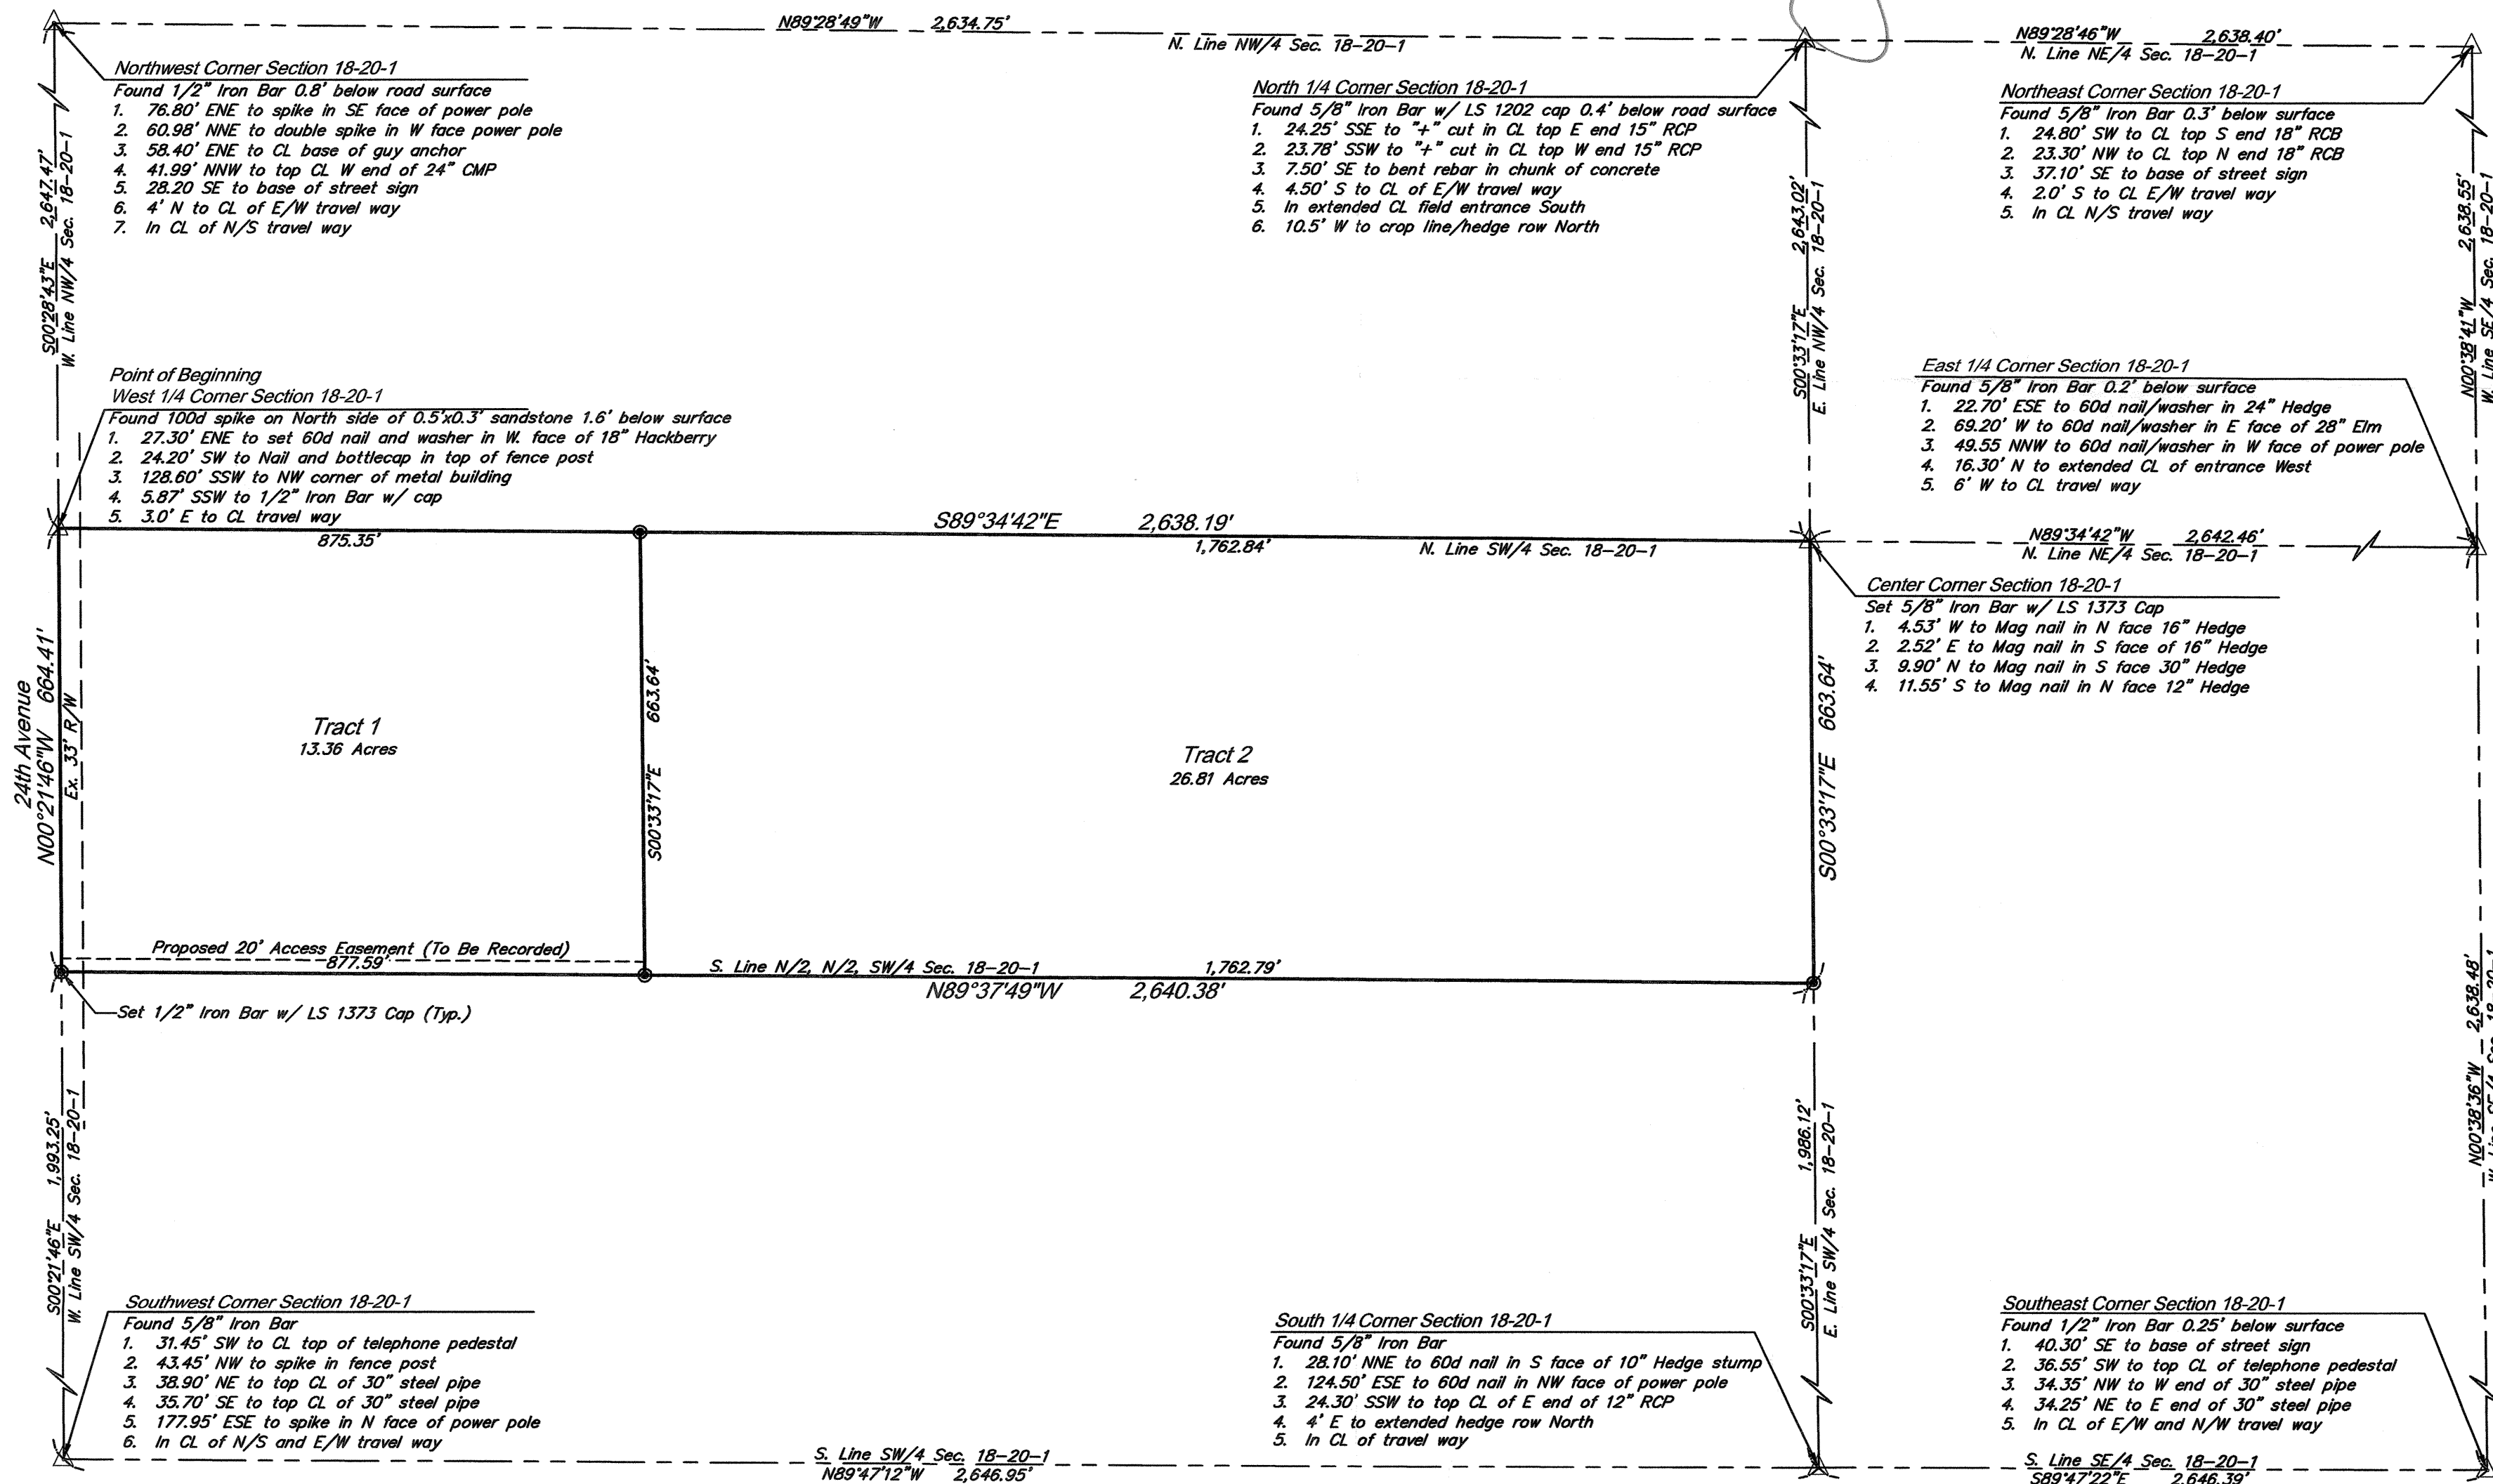 N89°28'49"W 2,634.75'
N. Line NW/4 Sec. 18-20-1
N89°28'46"W 2,638.40'
N. Line NE/4 Sec. 18-20-1
Northwest Corner Section 18-20-1
Found 1/2" Iron Bar 0.8' below road surface
1. 76.80' ENE to spike in SE face of power pole
2. 60.98' NNE to double spike in W face power pole
3. 58.40' ENE to CL base of guy anchor
4. 41.99' NNW to top CL W end of 24" CMP
5. 28.20 SE to base of street sign
6. 4' N to CL of E/W travel way
7. In CL of N/S travel way
North 1/4 Corner Section 18-20-1
Found 5/8" Iron Bar w/ LS 1202 cap 0.4' below road surface
1. 24.25' SSE to "+" cut in CL top E end 15" RCP
2. 23.78' SSW to "+" cut in CL top W end 15" RCP
3. 7.50' SE to bent rebar in chunk of concrete
4. 4.50' S to CL of E/W travel way
5. In extended CL field entrance South
6. 10.5' W to crop line/hedge row North
Northeast Corner Section 18-20-1
Found 5/8" Iron Bar 0.3' below surface
1. 24.80' SW to CL top S end 18" RCB
2. 23.30' NW to CL top N end 18" RCB
3. 37.10' SE to base of street sign
4. 2.0' S to CL E/W travel way
5. In CL N/S travel way
S00°28'43"E 2,647.47'
W. Line NW/4 Sec. 18-20-1
S00°33'17"E 2,643.02'
E. Line NW/4 Sec. 18-20-1
N00°38'41"W 2,638.55'
W. Line SE/4 Sec. 18-20-1
Point of Beginning
West 1/4 Corner Section 18-20-1
Found 100d spike on North side of 0.5'x0.3' sandstone 1.6' below surface
1. 27.30' ENE to set 60d nail and washer in W. face of 18" Hackberry
2. 24.20' SW to Nail and bottlecap in top of fence post
3. 128.60' SSW to NW corner of metal building
4. 5.87' SSW to 1/2" Iron Bar w/ cap
5. 3.0' E to CL travel way
East 1/4 Corner Section 18-20-1
Found 5/8" Iron Bar 0.2' below surface
1. 22.70' ESE to 60d nail/washer in 24" Hedge
2. 69.20' W to 60d nail/washer in E face of 28" Elm
3. 49.55 NNW to 60d nail/washer in W face of power pole
4. 16.30' N to extended CL of entrance West
5. 6' W to CL travel way
S89°34'42"E 2,638.19'
875.35'
1,762.84'
N. Line SW/4 Sec. 18-20-1
N89°34'42"W 2,642.46'
N. Line NE/4 Sec. 18-20-1
Center Corner Section 18-20-1
Set 5/8" Iron Bar w/ LS 1373 Cap
1. 4.53' W to Mag nail in N face 16" Hedge
2. 2.52' E to Mag nail in S face of 16" Hedge
3. 9.90' N to Mag nail in S face 30" Hedge
4. 11.55' S to Mag nail in N face 12" Hedge
24th Avenue
N00°21'46"W 664.41'
Ex. 33' R/W
Tract 1
13.36 Acres
S00°33'17"E 663.64'
Tract 2
26.81 Acres
S00°33'17"E 663.64'
Proposed 20' Access Easement (To Be Recorded)
877.59'
S. Line N/2, N/2, SW/4 Sec. 18-20-1
1,762.79'
N89°37'49"W 2,640.38'
Set 1/2" Iron Bar w/ LS 1373 Cap (Typ.)
S00°21'46"E 1,993.25'
W. Line SW/4 Sec. 18-20-1
S00°33'17"E 1,986.12'
E. Line SW/4 Sec. 18-20-1
N00°38'36"W 2,638.48'
Southwest Corner Section 18-20-1
Found 5/8" Iron Bar
1. 31.45' SW to CL top of telephone pedestal
2. 43.45' NW to spike in fence post
3. 38.90' NE to top CL of 30" steel pipe
4. 35.70' SE to top CL of 30" steel pipe
5. 177.95' ESE to spike in N face of power pole
6. In CL of N/S and E/W travel way
South 1/4 Corner Section 18-20-1
Found 5/8" Iron Bar
1. 28.10' NNE to 60d nail in S face of 10" Hedge stump
2. 124.50' ESE to 60d nail in NW face of power pole
3. 24.30' SSW to top CL of E end of 12" RCP
4. 4' E to extended hedge row North
5. In CL of travel way
Southeast Corner Section 18-20-1
Found 1/2" Iron Bar 0.25' below surface
1. 40.30' SE to base of street sign
2. 36.55' SW to top CL of telephone pedestal
3. 34.35' NW to W end of 30" steel pipe
4. 34.25' NE to E end of 30" steel pipe
5. In CL of E/W and N/W travel way
S. Line SW/4 Sec. 18-20-1
N89°47'12"W 2,646.95'
S. Line SE/4 Sec. 18-20-1
S89°47'22"E 2,646.39'